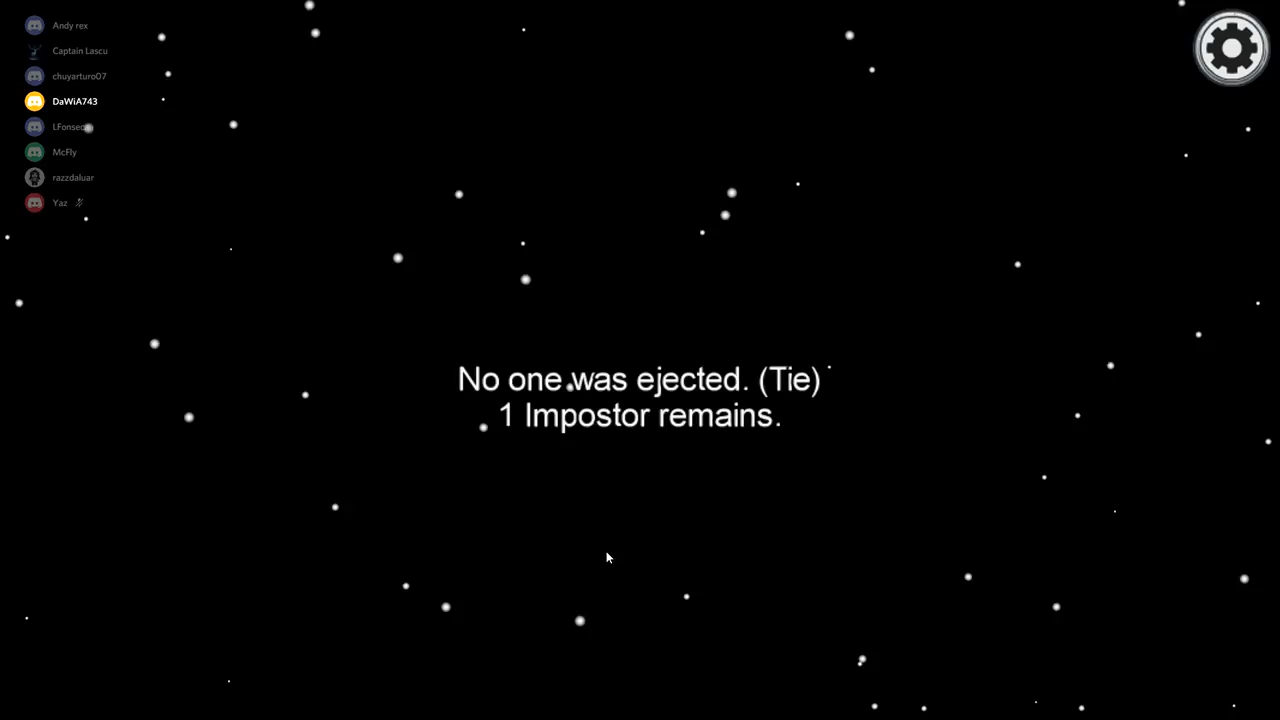 Andy rex
Captain Lascu
chuyarturo07
DaWiA743
McFly
razzdaluar
Yaz
No one was ejected. (Tie)
1 Impostor remains.